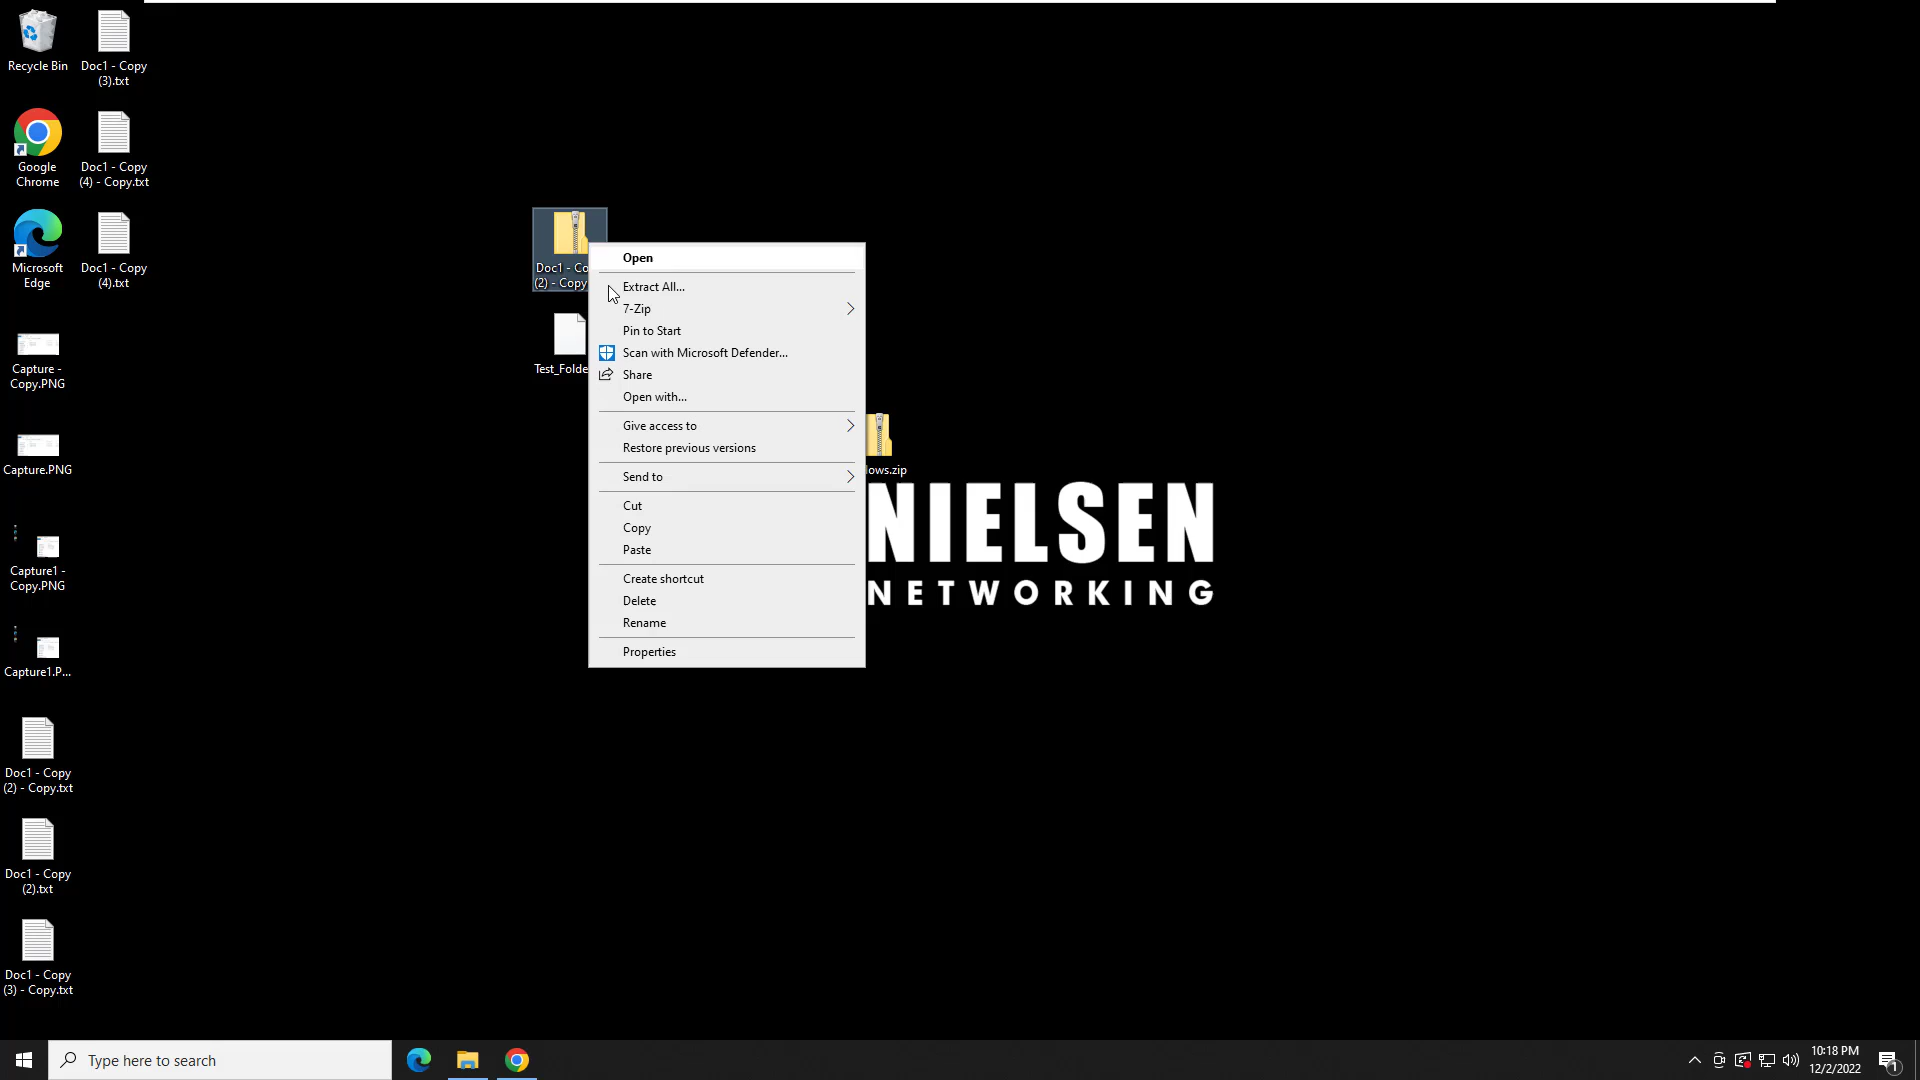 Recycle Bin
Doc1 - Copy
(3).txt
Google
Chrome
Doc1 - Copy
(4) - Copy.txt
Microsoft
Edge
Doc1 - Copy
(4).txt
Capture -
Copy.PNG
Capture.PNG
Capture1 -
Copy.PNG
Capture1.P...
Doc1 - Copy
(2) - Copy.txt
Doc1 - Copy
(2).txt
Doc1 - Copy
(3) - Copy.txt
Doc1 - Co
(2) - Copy
Test_Folde
Open
Extract All...
7-Zip
Pin to Start
Scan with Microsoft Defender...
Share
Open with...
Give access to
Restore previous versions
Send to
Cut
Copy
Paste
Create shortcut
Delete
Rename
Properties
lows.zip
NIELSEN
NETWORKING
Type here to search
10:18 PM
12/2/2022
1